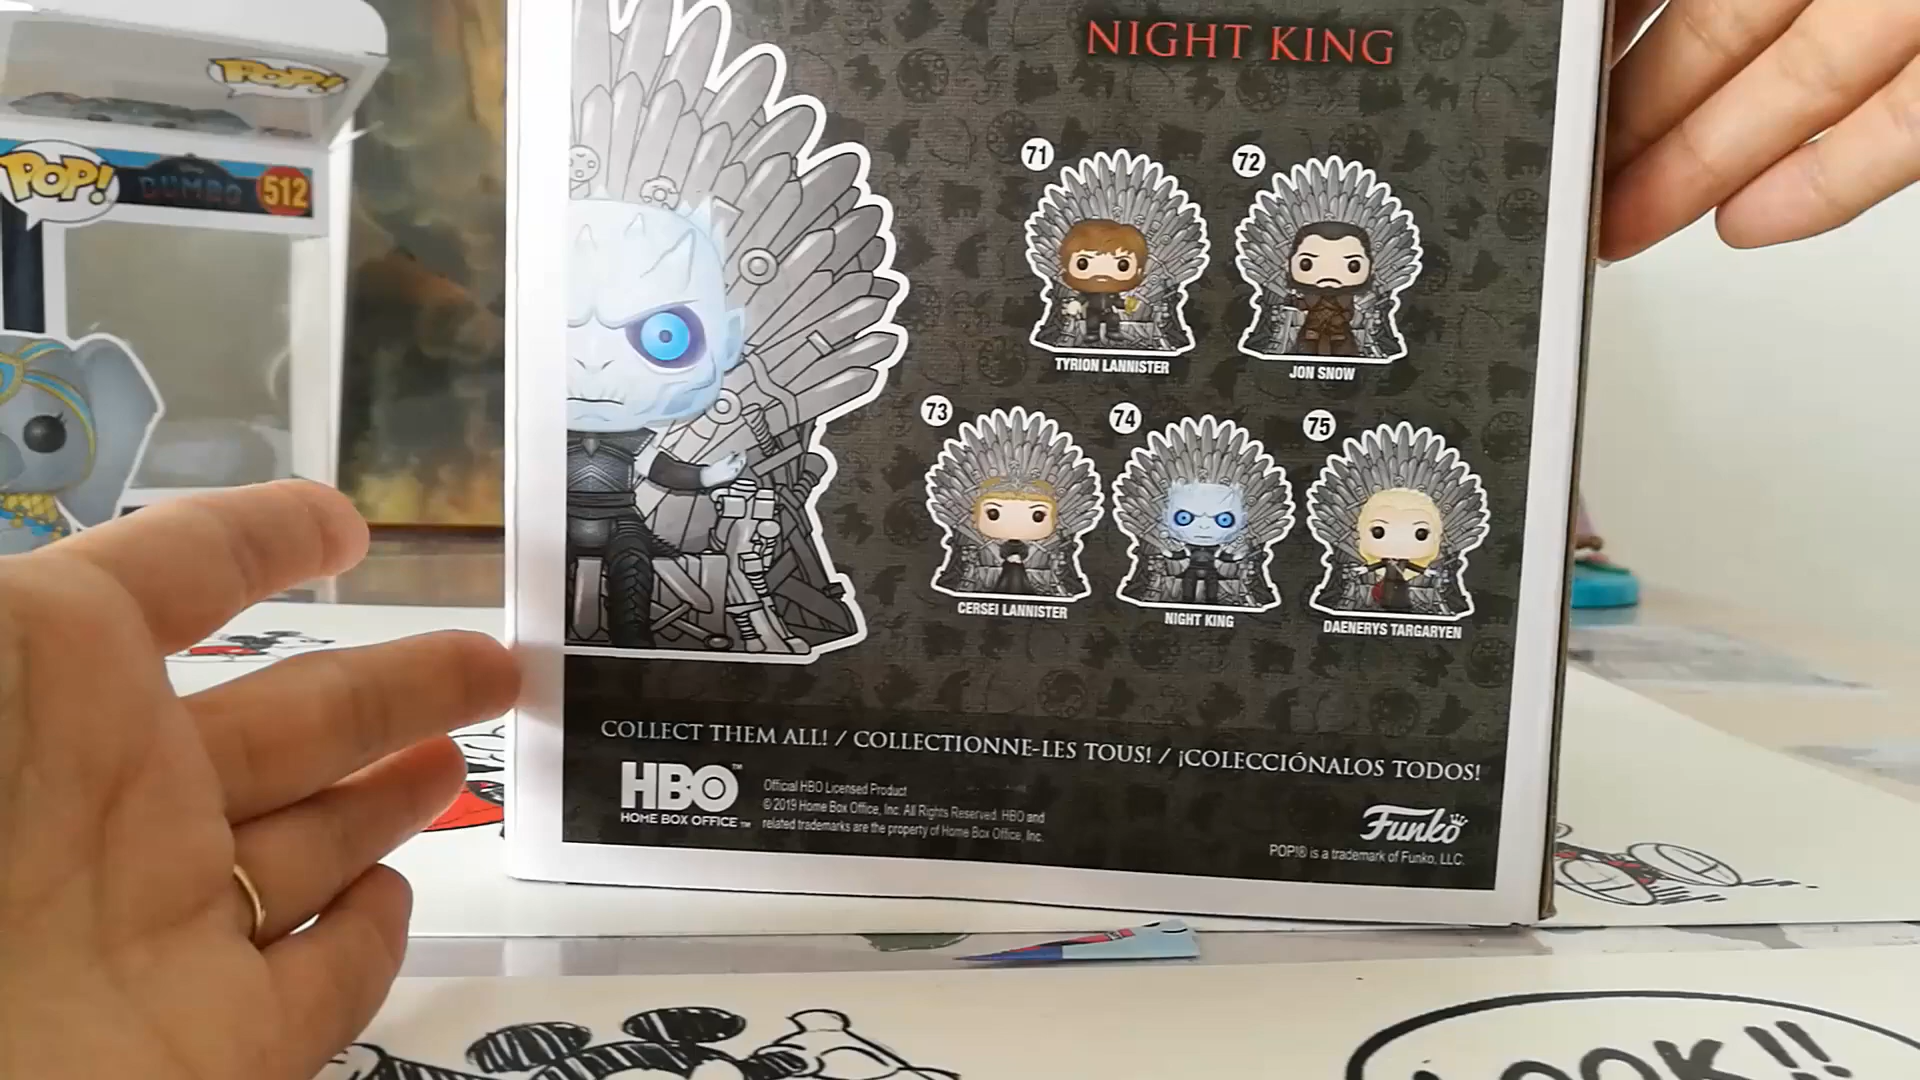 NIGHT KING
POP!
POP!
DUMBO
512
71
72
TYRION LANNISTER
JON SNOW
73
74
75
CERSEI LANNISTER
NIGHT KING
DAENERYS TARGARYEN
COLLECT THEM ALL! / COLLECTIONNE-LES TOUS! / ¡COLECCIÓNALOS TODOS!
HBO™
HOME BOX OFFICE™
Official HBO Licensed Product
© 2019 Home Box Office, Inc. All Rights Reserved. HBO and
related trademarks are the property of Home Box Office, Inc.
Funko
POP!® is a trademark of Funko, LLC.
LOOK!!